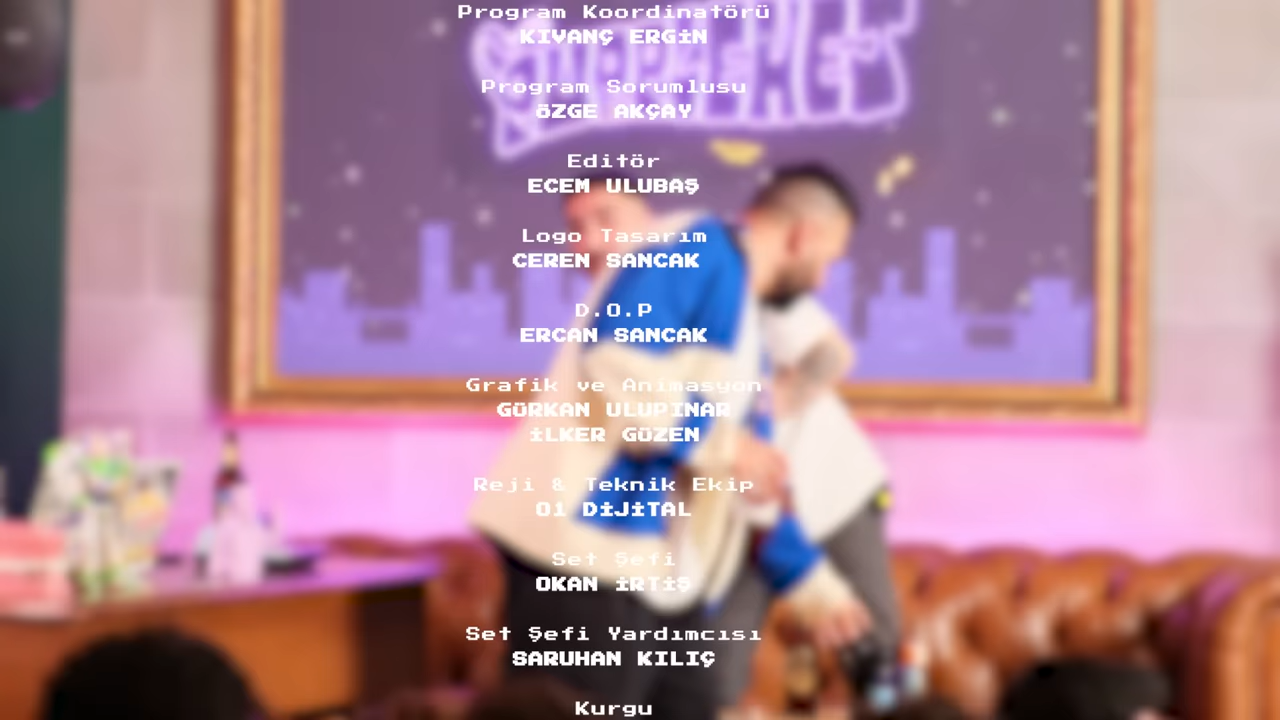 Program Koordinatörü
KIVANÇ ERGİN
Program Sorumlusu
ÖZGE AKÇAY
Editör
ECEM ULUBAŞ
Logo Tasarım
CEREN SANCAK
D.O.P
ERCAN SANCAK
Grafik ve Animasyon
GÖRKAN ULUPINAR
İLKER GÖZEN
Reji & Teknik Ekip
01 DİJİTAL
Set Şefi
OKAN İRTİŞ
Set Şefi Yardımcısı
SARUHAN KILIÇ
Kurgu